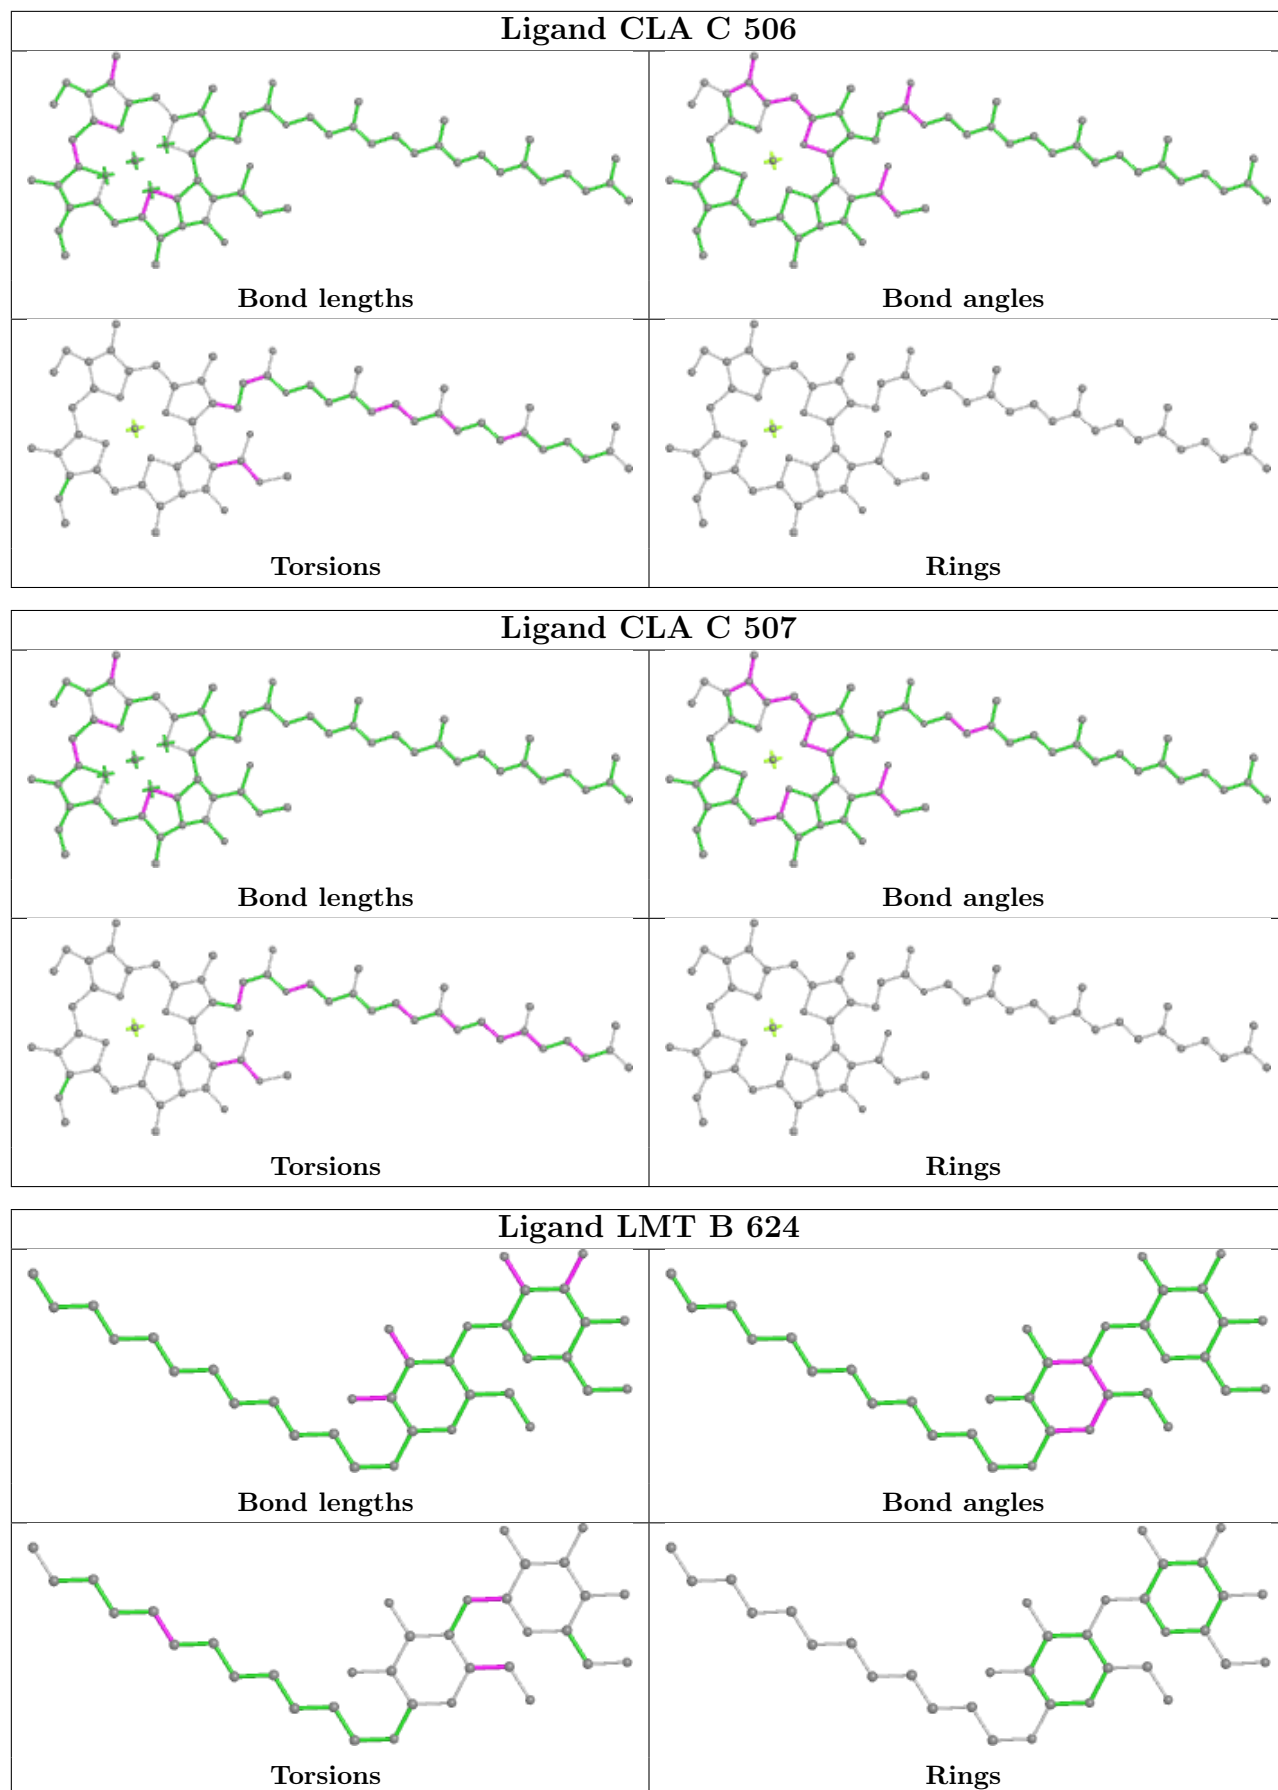 Ligand CLA C 506
Bond lengths
Bond angles
Torsions
Rings
Ligand CLA C 507
Bond lengths
Bond angles
Torsions
Rings
Ligand LMT B 624
Bond lengths
Bond angles
Torsions
Rings